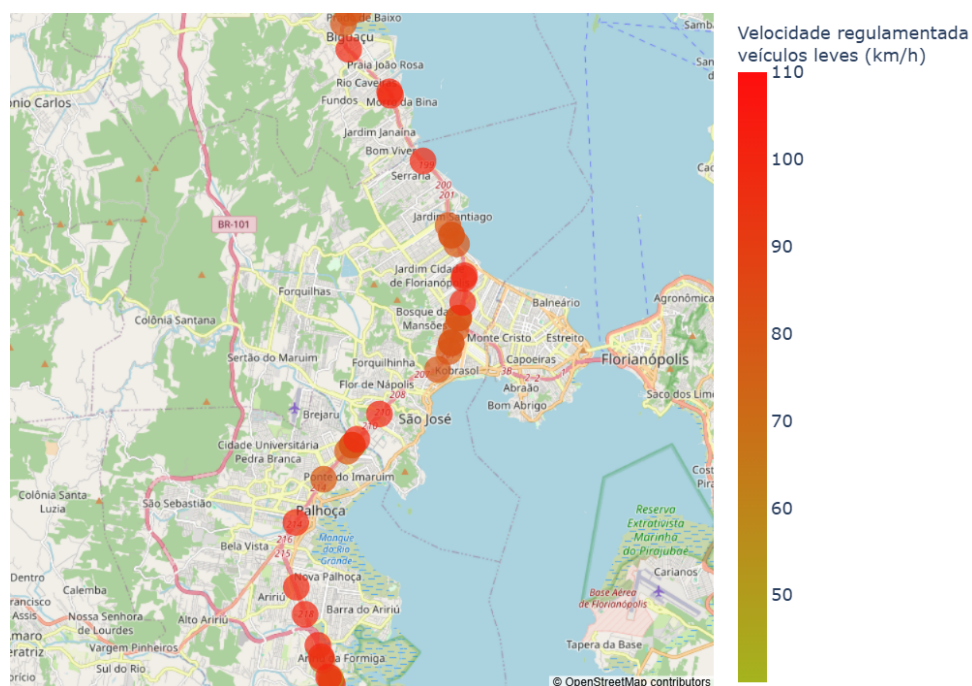 Velocidade regulamentada
veículos leves (km/h)
110
100
90
80
70
60
50
Biguaçu
Praia João Rosa
Rio Caveiras
Fundos
Jardim Janaína
Bom Viver
Serraria
199
200
201
Jardim Santiago
BR-101
Jardim Cidade
de Florianópolis
Forquilhas
Colônia Santana
Bosque das
Mansões
Balneário
Agronômica
Monte Cristo
Estreito
Sertão do Maruim
Forquilhinha
Capoeiras
Florianópolis
Kobrasol
Flor de Nápolis
Abraão
Bom Abrigo
Saco dos Lim
208
210
Brejaru
São José
Cidade Universitária
Pedra Branca
Ponte do Imaruim
Colônia Santa
Luzia
São Sebastião
Palhoça
214
216
215
Bela Vista
Mangue
do Rio
Grande
Reserva
Extrativista
Marinha
do Pirajubaé
Carianos
Base Aérea
de Florianópolis
Nova Palhoça
Calemba
Aririú
Barra do Aririú
218
Nossa Senhora
de Lourdes
Alto Aririú
Vargem Pinheiros
Sul do Rio
Tapera da Base
© OpenStreetMap contributors